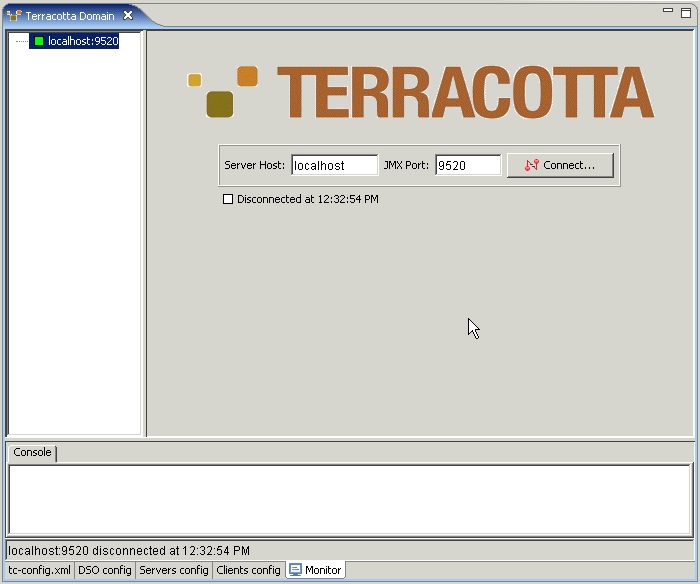 Terracotta Domain
localhost:9520
TERRACOTTA
Server Host: localhost JMX Port: 9520 Connect...
Disconnected at 12:32:54 PM
Console
localhost:9520 disconnected at 12:32:54 PM
tc-config.xml DSO config Servers config Clients config Monitor